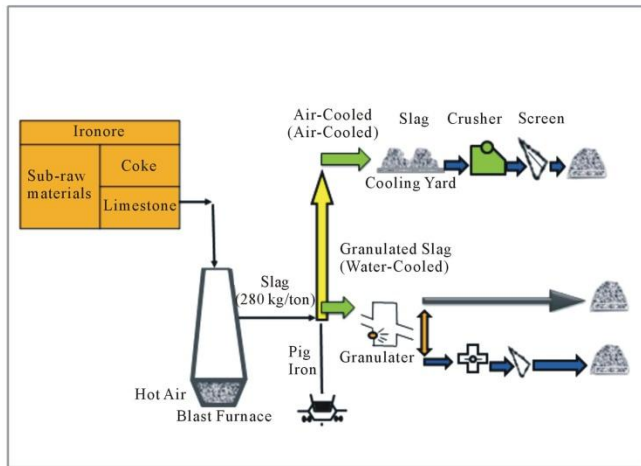 Ironore
Sub-raw
materials
Coke
Limestone
Air-Cooled
(Air-Cooled)
Slag
Crusher
Screen
Cooling Yard
Granulated Slag
(Water-Cooled)
Slag
(280 kg/ton)
Granulater
Pig
Iron
Hot Air
Blast Furnace